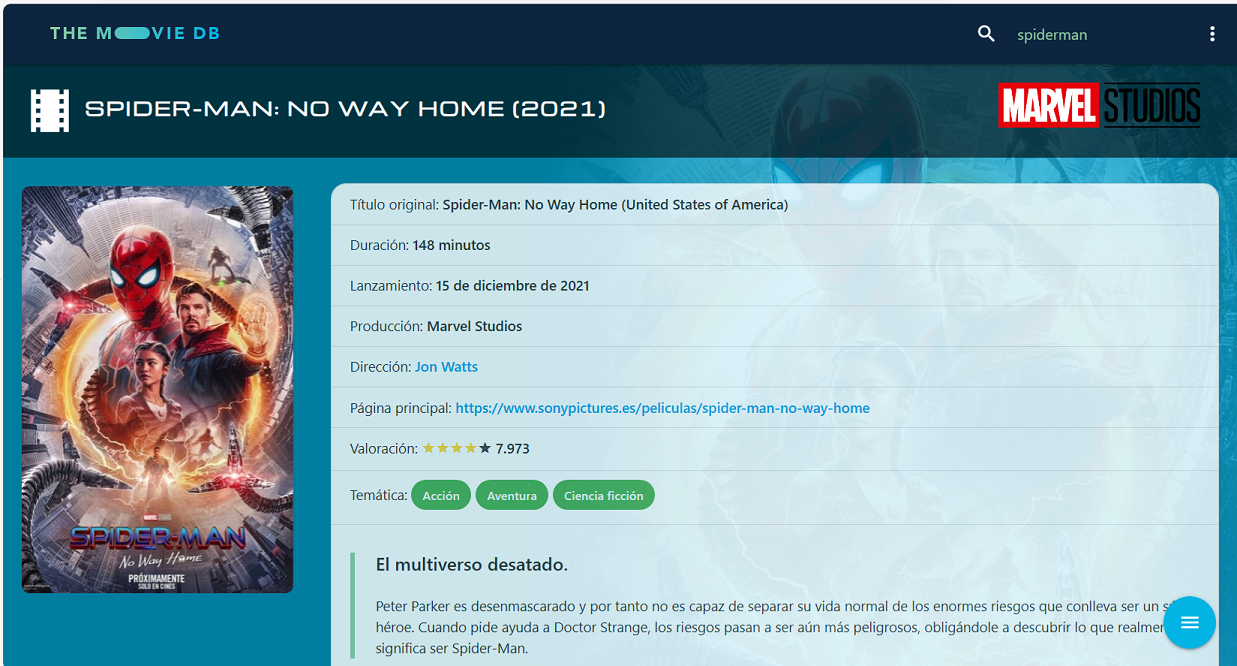 THE MOVIE DB
spiderman
SPIDER-MAN: NO WAY HOME (2021)
MARVEL STUDIOS
Título original: Spider-Man: No Way Home (United States of America)
Duración: 148 minutos
Lanzamiento: 15 de diciembre de 2021
Producción: Marvel Studios
Dirección: Jon Watts
Página principal: https://www.sonypictures.es/peliculas/spider-man-no-way-home
Valoración: ★★★★★ 7.973
Temática: Acción Aventura Ciencia ficción
El multiverso desatado.
Peter Parker es desenmascarado y por tanto no es capaz de separar su vida normal de los enormes riesgos que conlleva ser un
héroe. Cuando pide ayuda a Doctor Strange, los riesgos pasan a ser aún más peligrosos, obligándole a descubrir lo que
significa ser Spider-Man.
SPIDER-MAN
No Way Home
PRÓXIMAMENTE
SOLO EN CINES